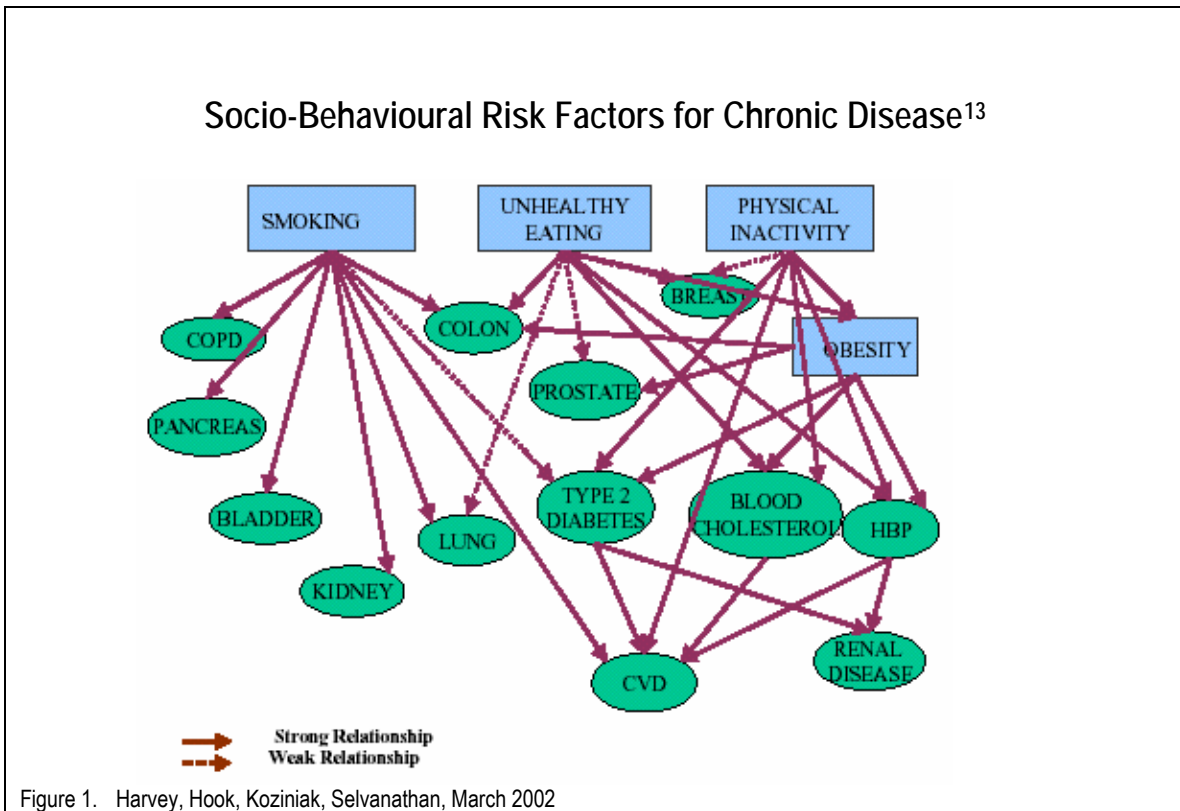 Socio-Behavioural Risk Factors for Chronic Disease13
SMOKING
UNHEALTHY
EATING
PHYSICAL
INACTIVITY
BREAST
COPD
COLON
OBESITY
PROSTATE
PANCREAS
TYPE 2
DIABETES
BLOOD
CHOLESTEROL
HBP
BLADDER
LUNG
KIDNEY
RENAL
DISEASE
CVD
Strong Relationship
Weak Relationship
Figure 1. Harvey, Hook, Koziniak, Selvanathan, March 2002